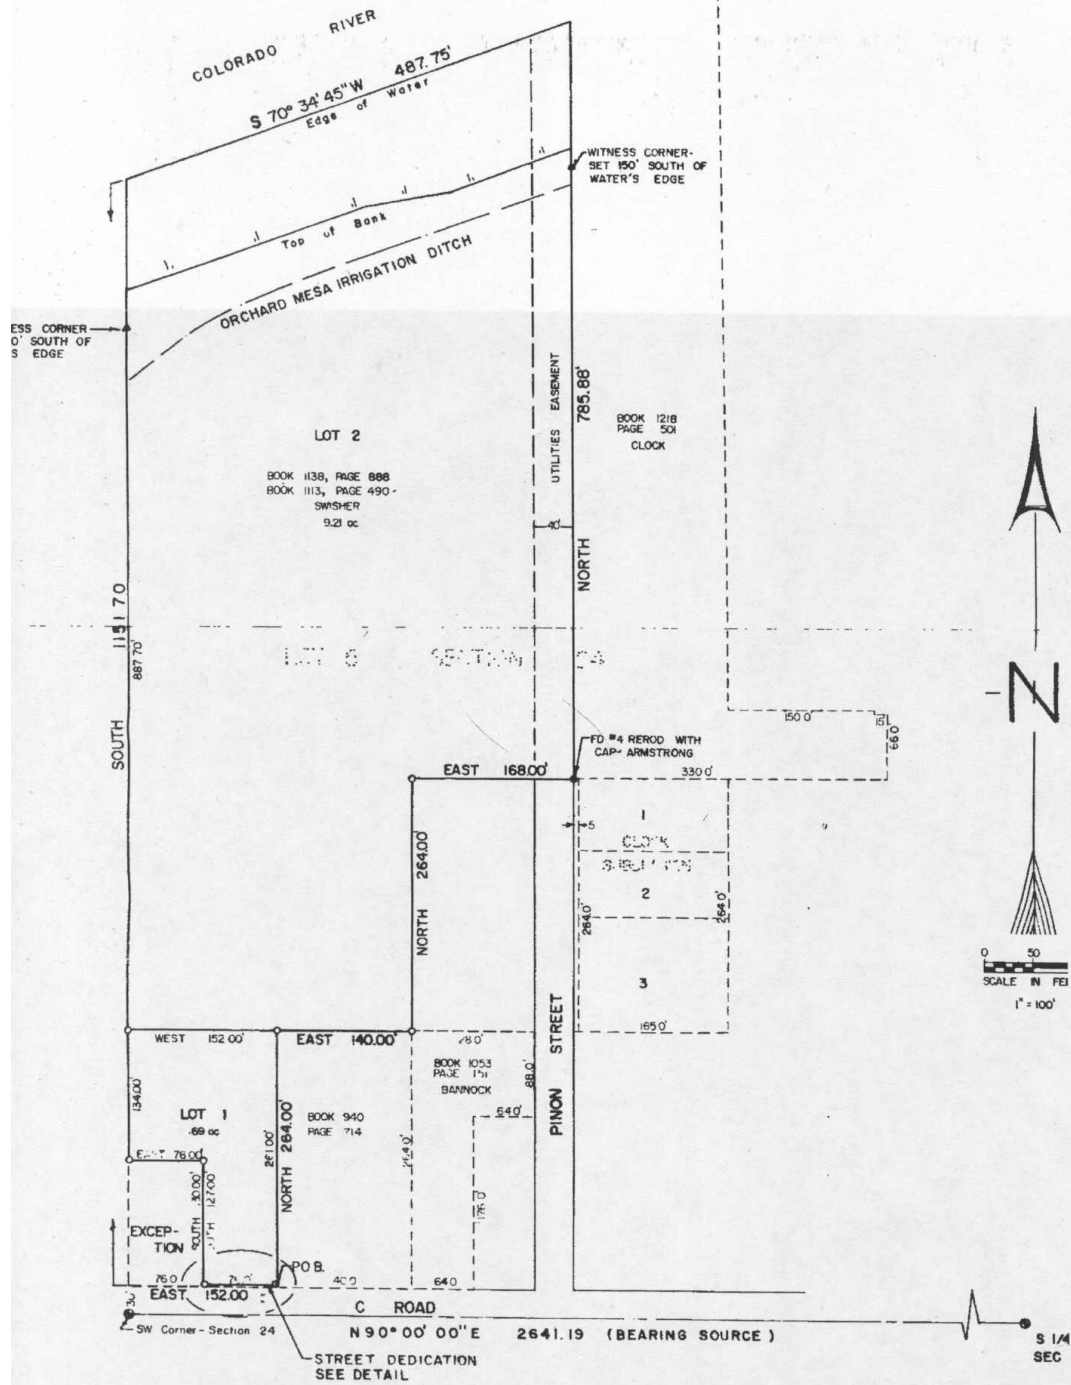 COLORADO RIVER
S 70° 34' 45" W 487.75'
Edge of Water
WITNESS CORNER-
SET 150' SOUTH OF
WATER'S EDGE
Top of Bank
ORCHARD MESA IRRIGATION DITCH
ESS CORNER
0' SOUTH OF
S EDGE
UTILITIES EASEMENT
785.88'
NORTH
BOOK 1218
PAGE 501
CLOCK
LOT 2
BOOK 1138, PAGE 888
BOOK 1113, PAGE 490-
SWISHER
9.21 ac
40'
SOUTH 1151 70
887.70'
SECTION 24
N
150 0'
15'
66 0'
FD #4 REROD WITH
CAP- ARMSTRONG
EAST 168.00'
330 0'
1
5
CLOCK
2
NORTH 264.00'
264.0'
264 0'
3
0 50
SCALE IN FE
1" = 100'
PINON STREET
165 0'
WEST 152 00'
EAST 140.00'
BOOK 1053
PAGE 151
BANNOCK
88.0'
134.00'
LOT 1
.69 ac
BOOK 940
PAGE 714
64 0'
76.00'
261.00'
NORTH 264.00'
264.0'
176.0'
SOUTH 130.00'
127.00'
EXCEP-
TION
P O B.
76 0'
64 0
EAST 152.00
30'
C ROAD
SW Corner - Section 24
N 90° 00' 00" E 2641.19 (BEARING SOURCE)
S 1/4
SEC
STREET DEDICATION
SEE DETAIL